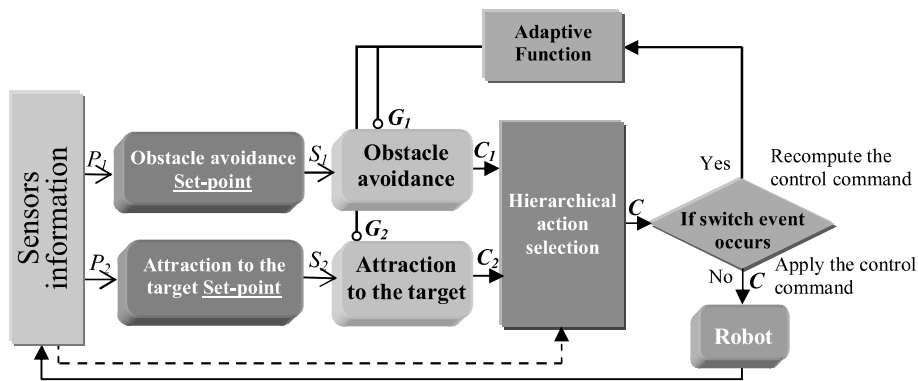 Adaptive
Function
Sensors
information
P1
Obstacle avoidance
Set-point
S1
G1
Obstacle
avoidance
C1
P2
Attraction to the
target Set-point
S2
G2
Attraction
to the target
C2
Hierarchical
action
selection
C
Yes
Recompute the
control command
If switch event
occurs
No
C
Apply the control
command
Robot